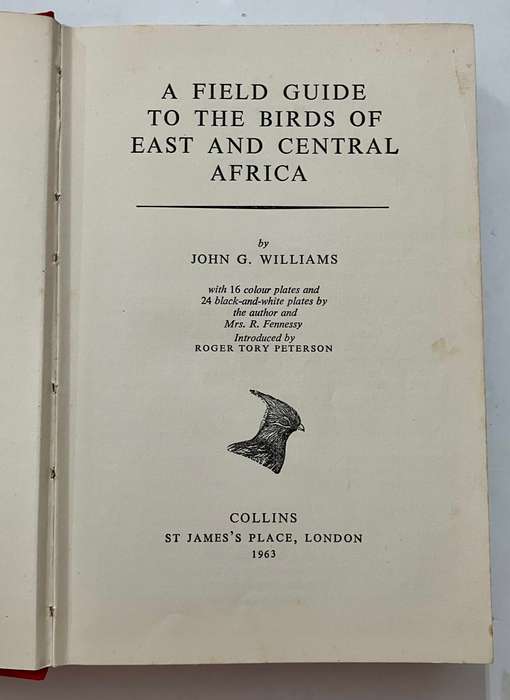 A FIELD GUIDE
TO THE BIRDS OF
EAST AND CENTRAL
AFRICA
by
JOHN G. WILLIAMS
with 16 colour plates and
24 black-and-white plates by
the author and
Mrs. R. Fennessy
Introduced by
ROGER TORY PETERSON
COLLINS
ST JAMES'S PLACE, LONDON
1963